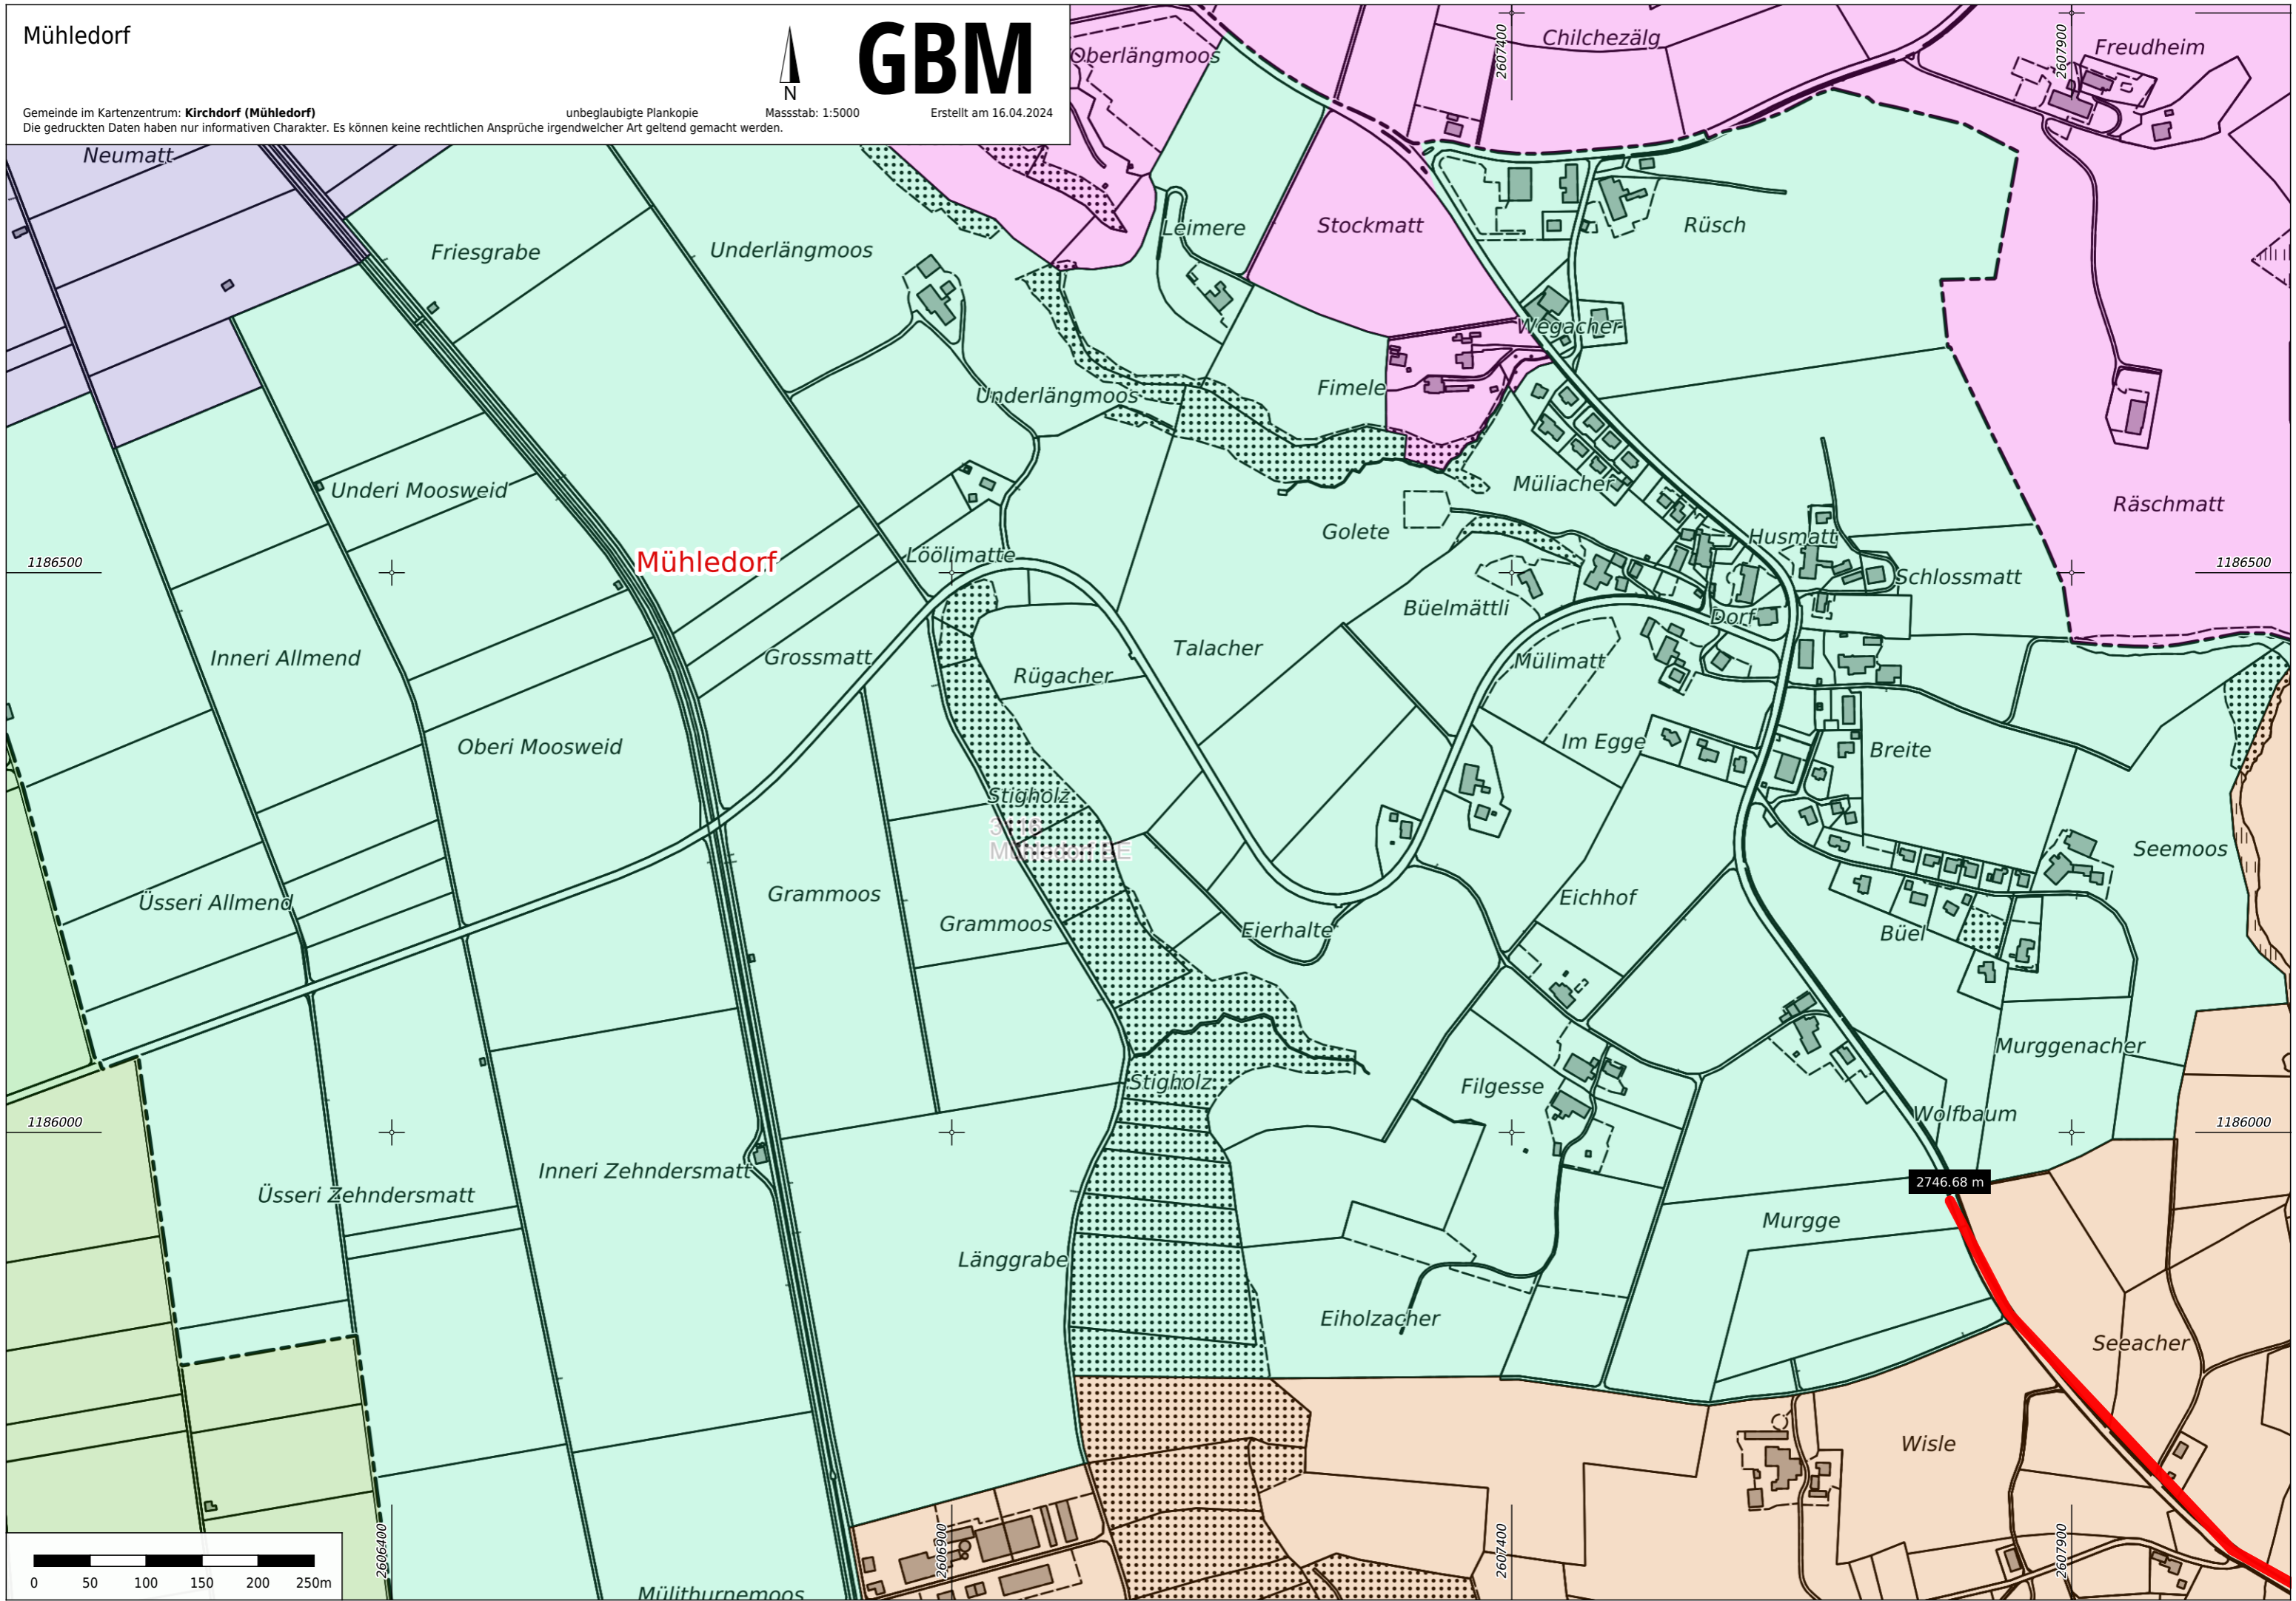 Mühledorf
N
GBM
Gemeinde im Kartenzentrum: Kirchdorf (Mühledorf)
unbeglaubigte Plankopie
Massstab: 1:5000
Erstellt am 16.04.2024
Die gedruckten Daten haben nur informativen Charakter. Es können keine rechtlichen Ansprüche irgendwelcher Art geltend gemacht werden.
2607400
2607900
Oberlängmoos
Chilchezälg
Freudheim
Neumatt
Friesgrabe
Underlängmoos
Leimere
Stockmatt
Rüsch
Wegacher
Underlängmoos
Fimele
Underi Moosweid
Müliacher
Räschmatt
Golete
Husmatt
1186500
Mühledorf
Löölimatte
1186500
Schlossmatt
Büelmättli
Dorf
Inneri Allmend
Grossmatt
Talacher
Mülimatt
Rügacher
Oberi Moosweid
Im Egge
Breite
Stigholz
3116
Mühledorf BE
Seemoos
Üsseri Allmend
Grammoos
Grammoos
Eierhalte
Eichhof
Büel
Murggenacher
Stigholz
Filgesse
Wolfbaum
1186000
1186000
Üsseri Zehndersmatt
Inneri Zehndersmatt
2746.68 m
Murgge
Länggrabe
Eiholzacher
Seeacher
Wisle
2606400
2606900
2607400
2607900
0 50 100 150 200 250m
Mülithurnemoos